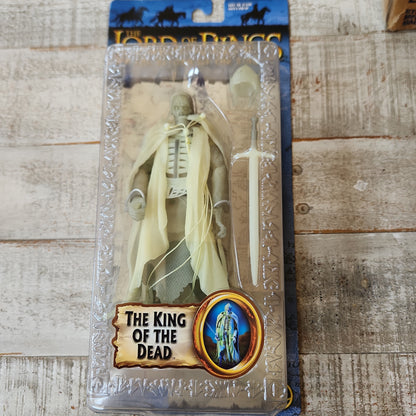 THE
LORD OF THE RINGS
THE KING
OF THE
DEAD